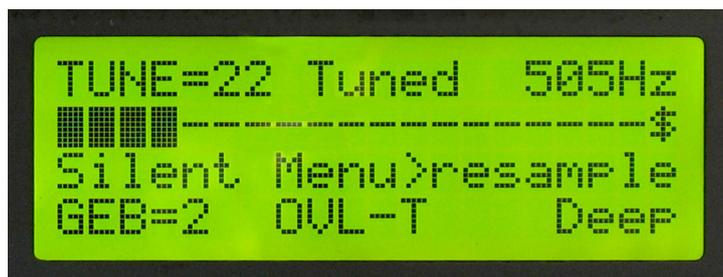 TUNE=22 Tuned 505Hz
Silent Menu>resample
GEB=2 OVL-T Deep